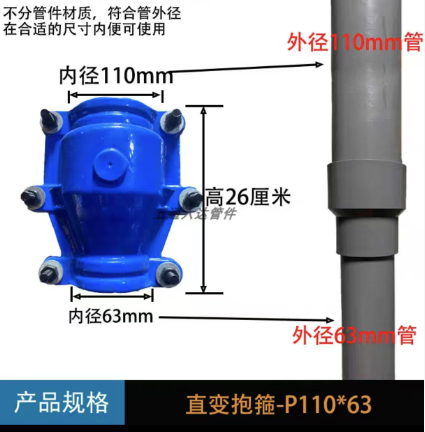 不分管件材质，符合管外径
在合适的尺寸内便可使用
外径110mm管
内径110mm
高26厘米
达管件
内径63mm
外径63mm管
产品规格
直变抱箍-P110*63